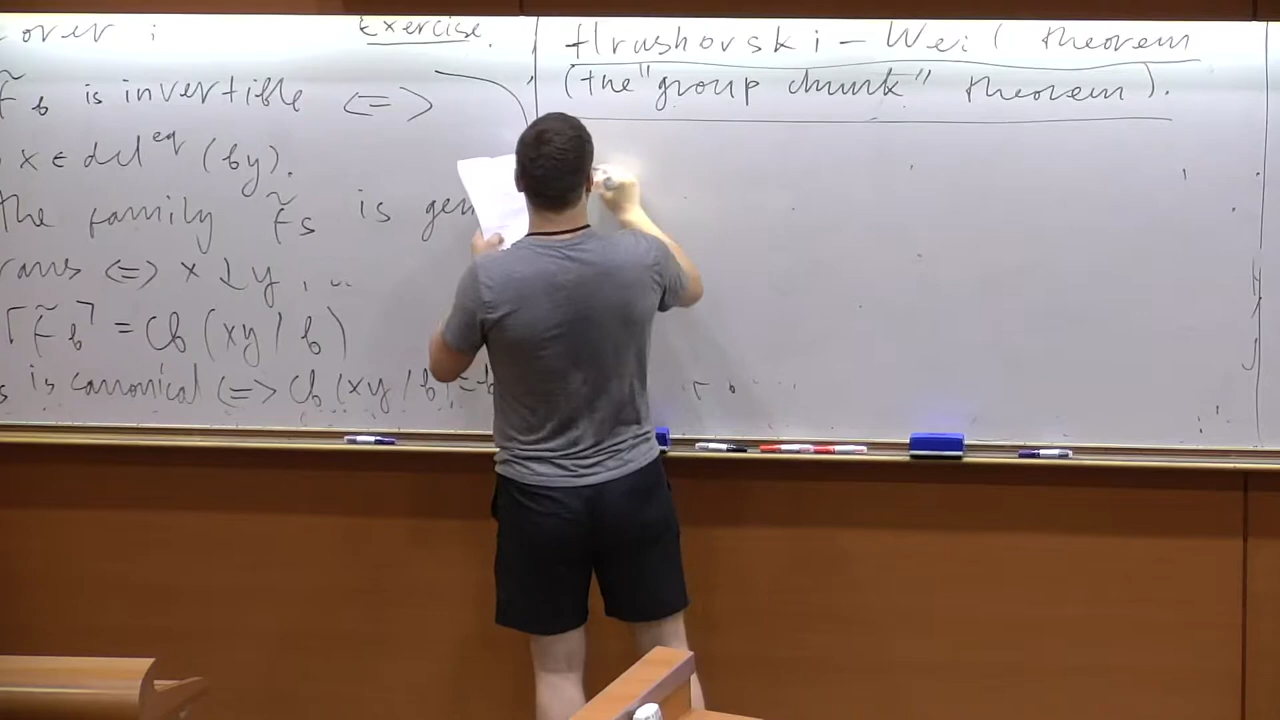 over :
Exercise.
F̃_b is invertible <=>
x ∈ dcl^eq (by).
the family F̃_s is gen
rans <=> x ⫝ y , ..
⌜F̃_b⌝ = Cb (xy / b)
s is canonical <=> Cb (xy / b) = b
Hrushovski - Weil theorem
(the "group chunk" theorem).